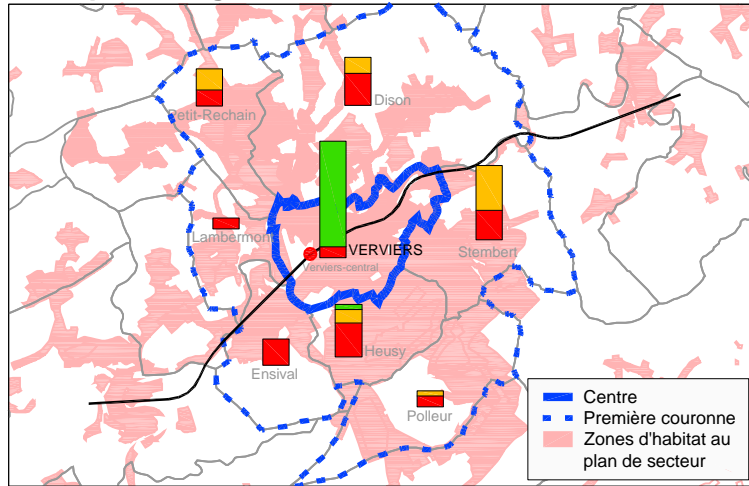 Petit-Rechain
Dison
Lambermont
VERVIERS
Verviers-central
Stembert
Ensival
Heusy
Polleur
Centre
Première couronne
Zones d'habitat au
plan de secteur